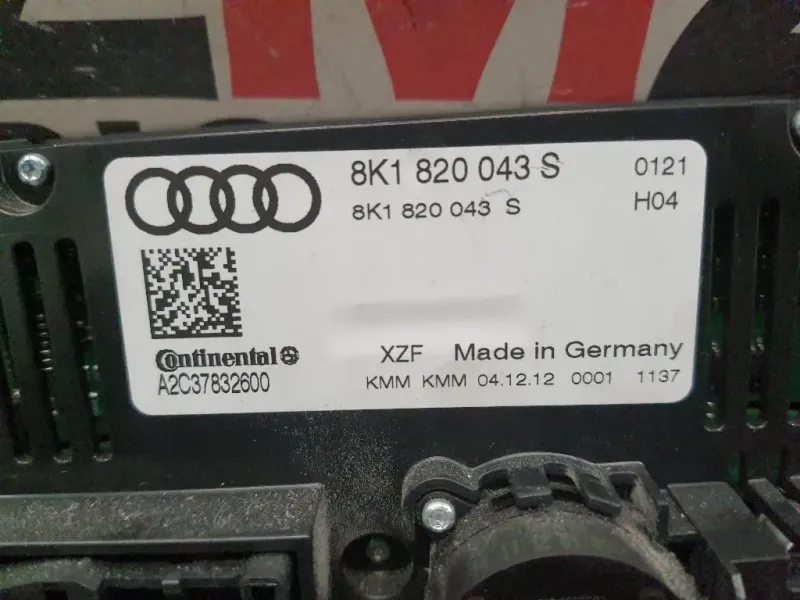 8K1 820 043 S 0121
8K1 820 043 S H04
Continental
XZF Made in Germany
A2C37832600
KMM KMM 04.12.12 0001 1137